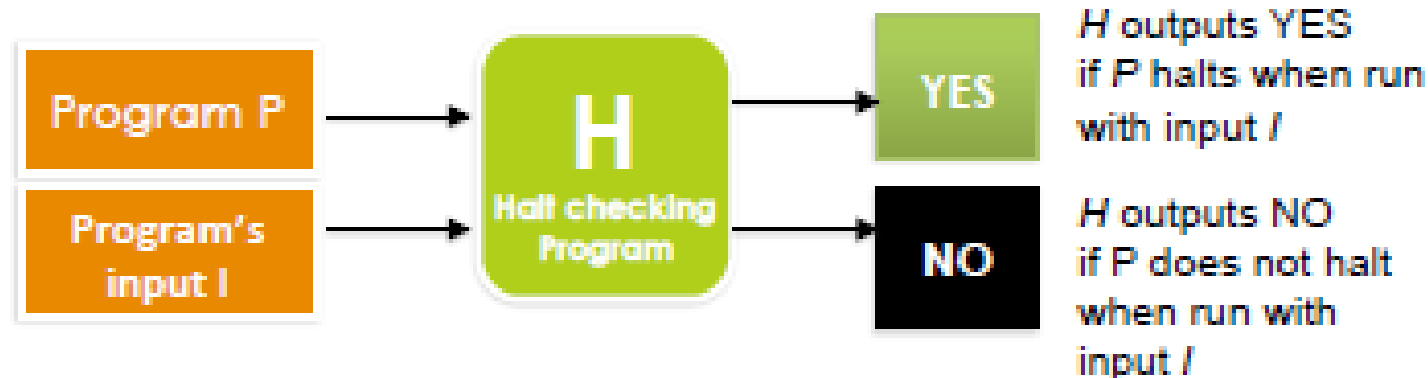 Program P
Program's
input I
H
Halt checking
Program
YES
H outputs YES
if P halts when run
with input I
NO
H outputs NO
if P does not halt
when run with
input I